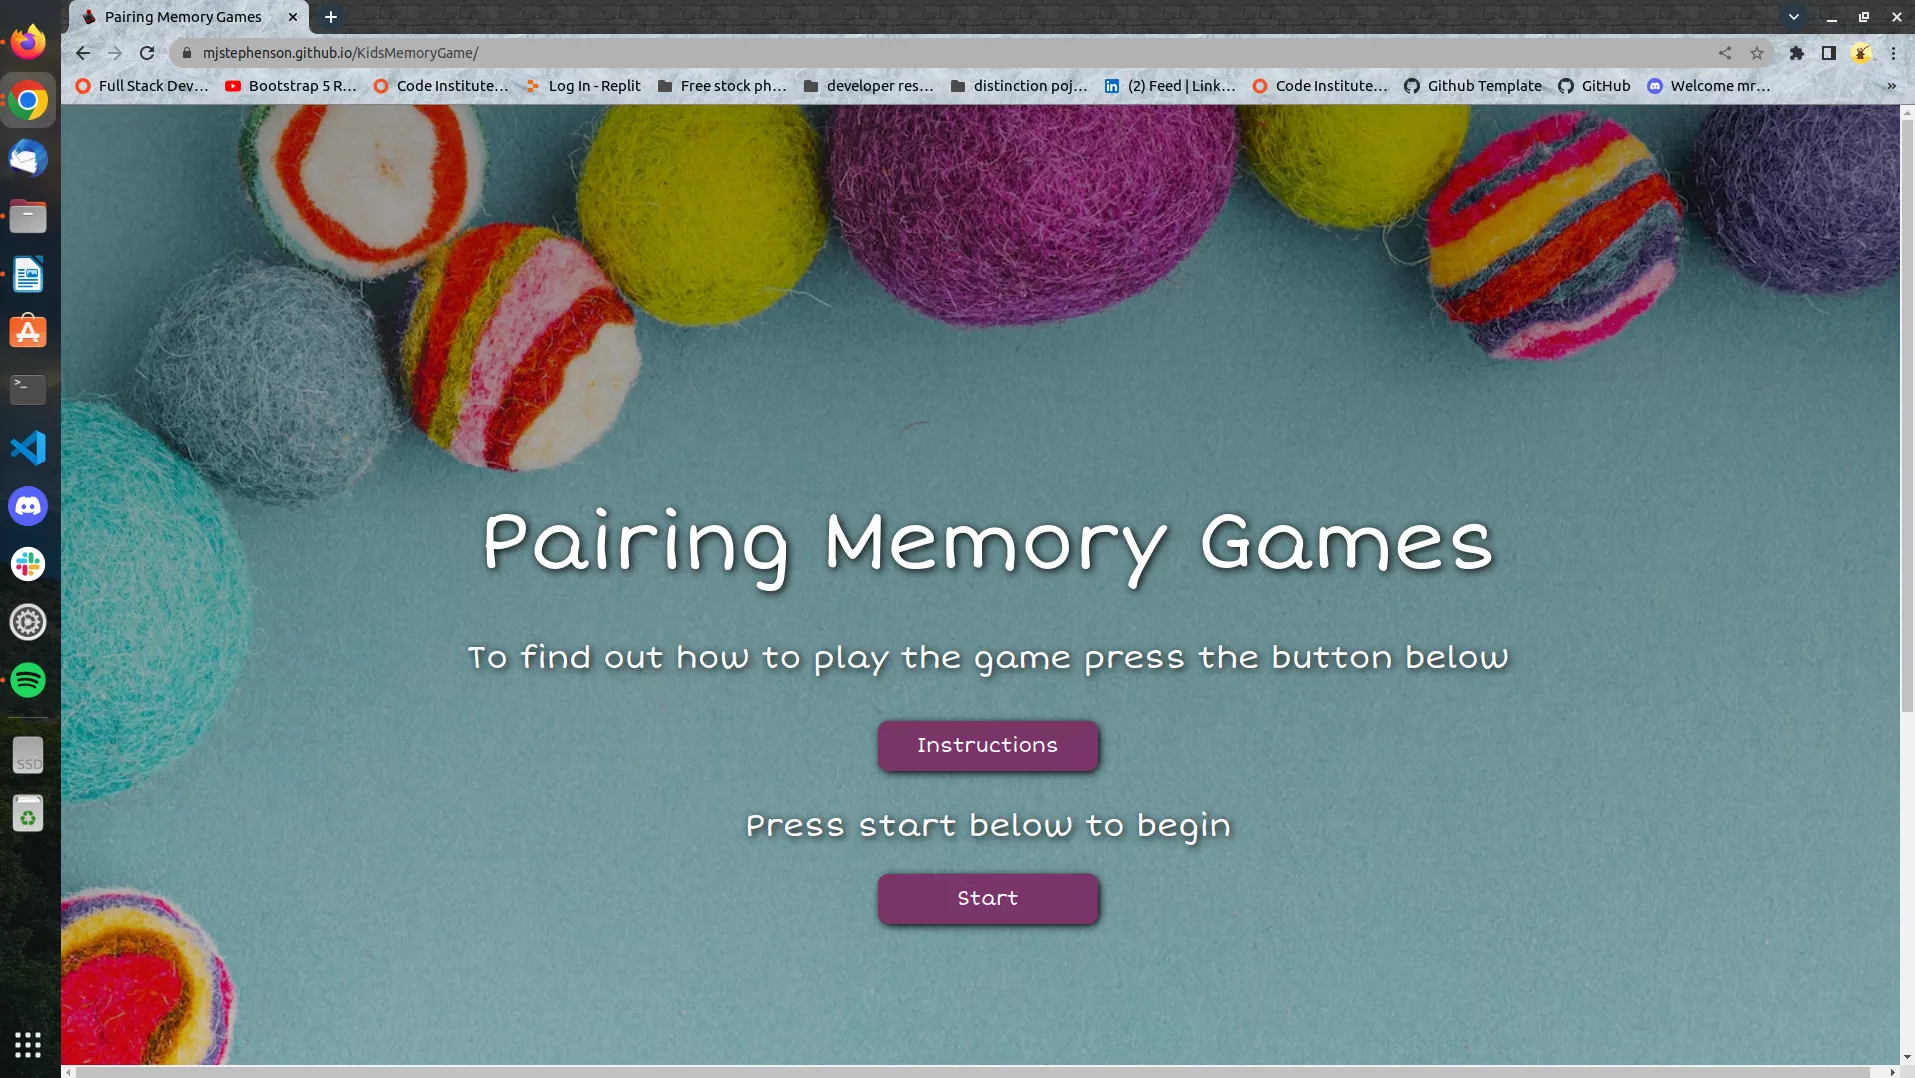 Pairing Memory Games
mjstephenson.github.io/KidsMemoryGame/
Full Stack Dev... Bootstrap 5 R... Code Institute... Log In - Replit Free stock ph... developer res... distinction poj... (2) Feed | Link... Code Institute... Github Template GitHub Welcome mr... »
Pairing Memory Games
To find out how to play the game press the button below
Instructions
Press start below to begin
Start
SSD